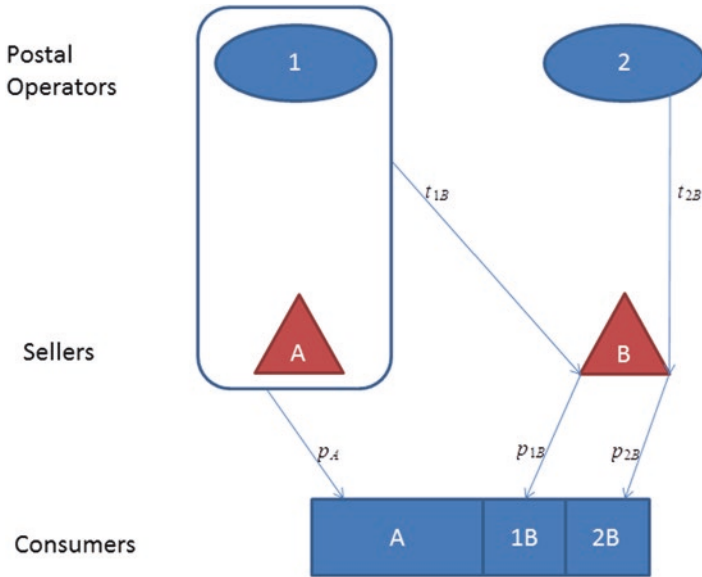 Postal
Operators
1
2
t1B
t2B
Sellers
A
B
pA
p1B
p2B
Consumers
A
1B
2B